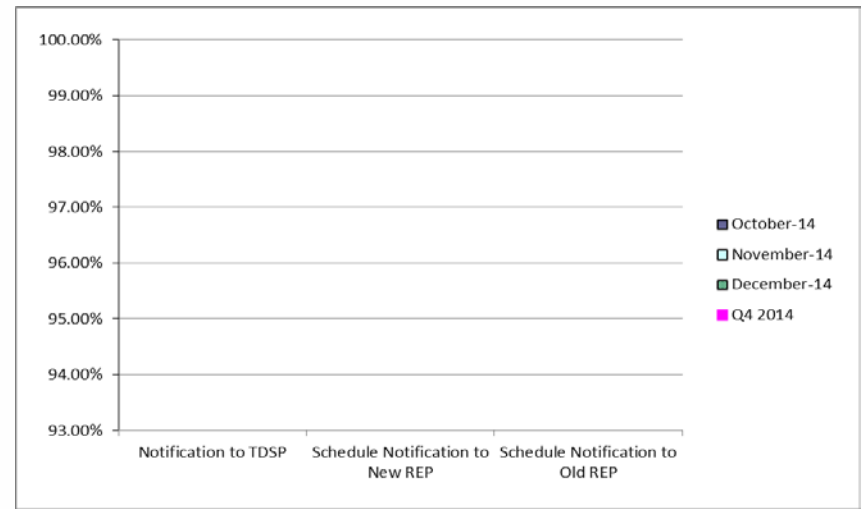 100.00%
99.00%
98.00%
97.00%
96.00%
95.00%
94.00%
93.00%
Notification to TDSP
Schedule Notification to
New REP
Schedule Notification to
Old REP
October-14
November-14
December-14
Q4 2014